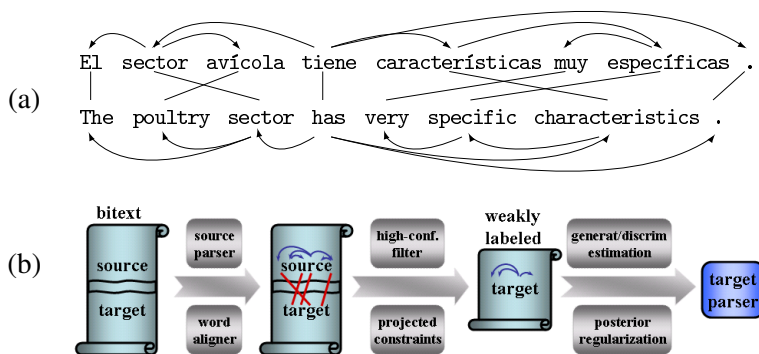 (a)
El sector avícola tiene características muy específicas .
The poultry sector has very specific characteristics .
(b)
bitext
source
target
source parser
word aligner
source
target
high-conf. filter
projected constraints
weakly labeled
target
generat/discrim estimation
posterior regularization
target parser